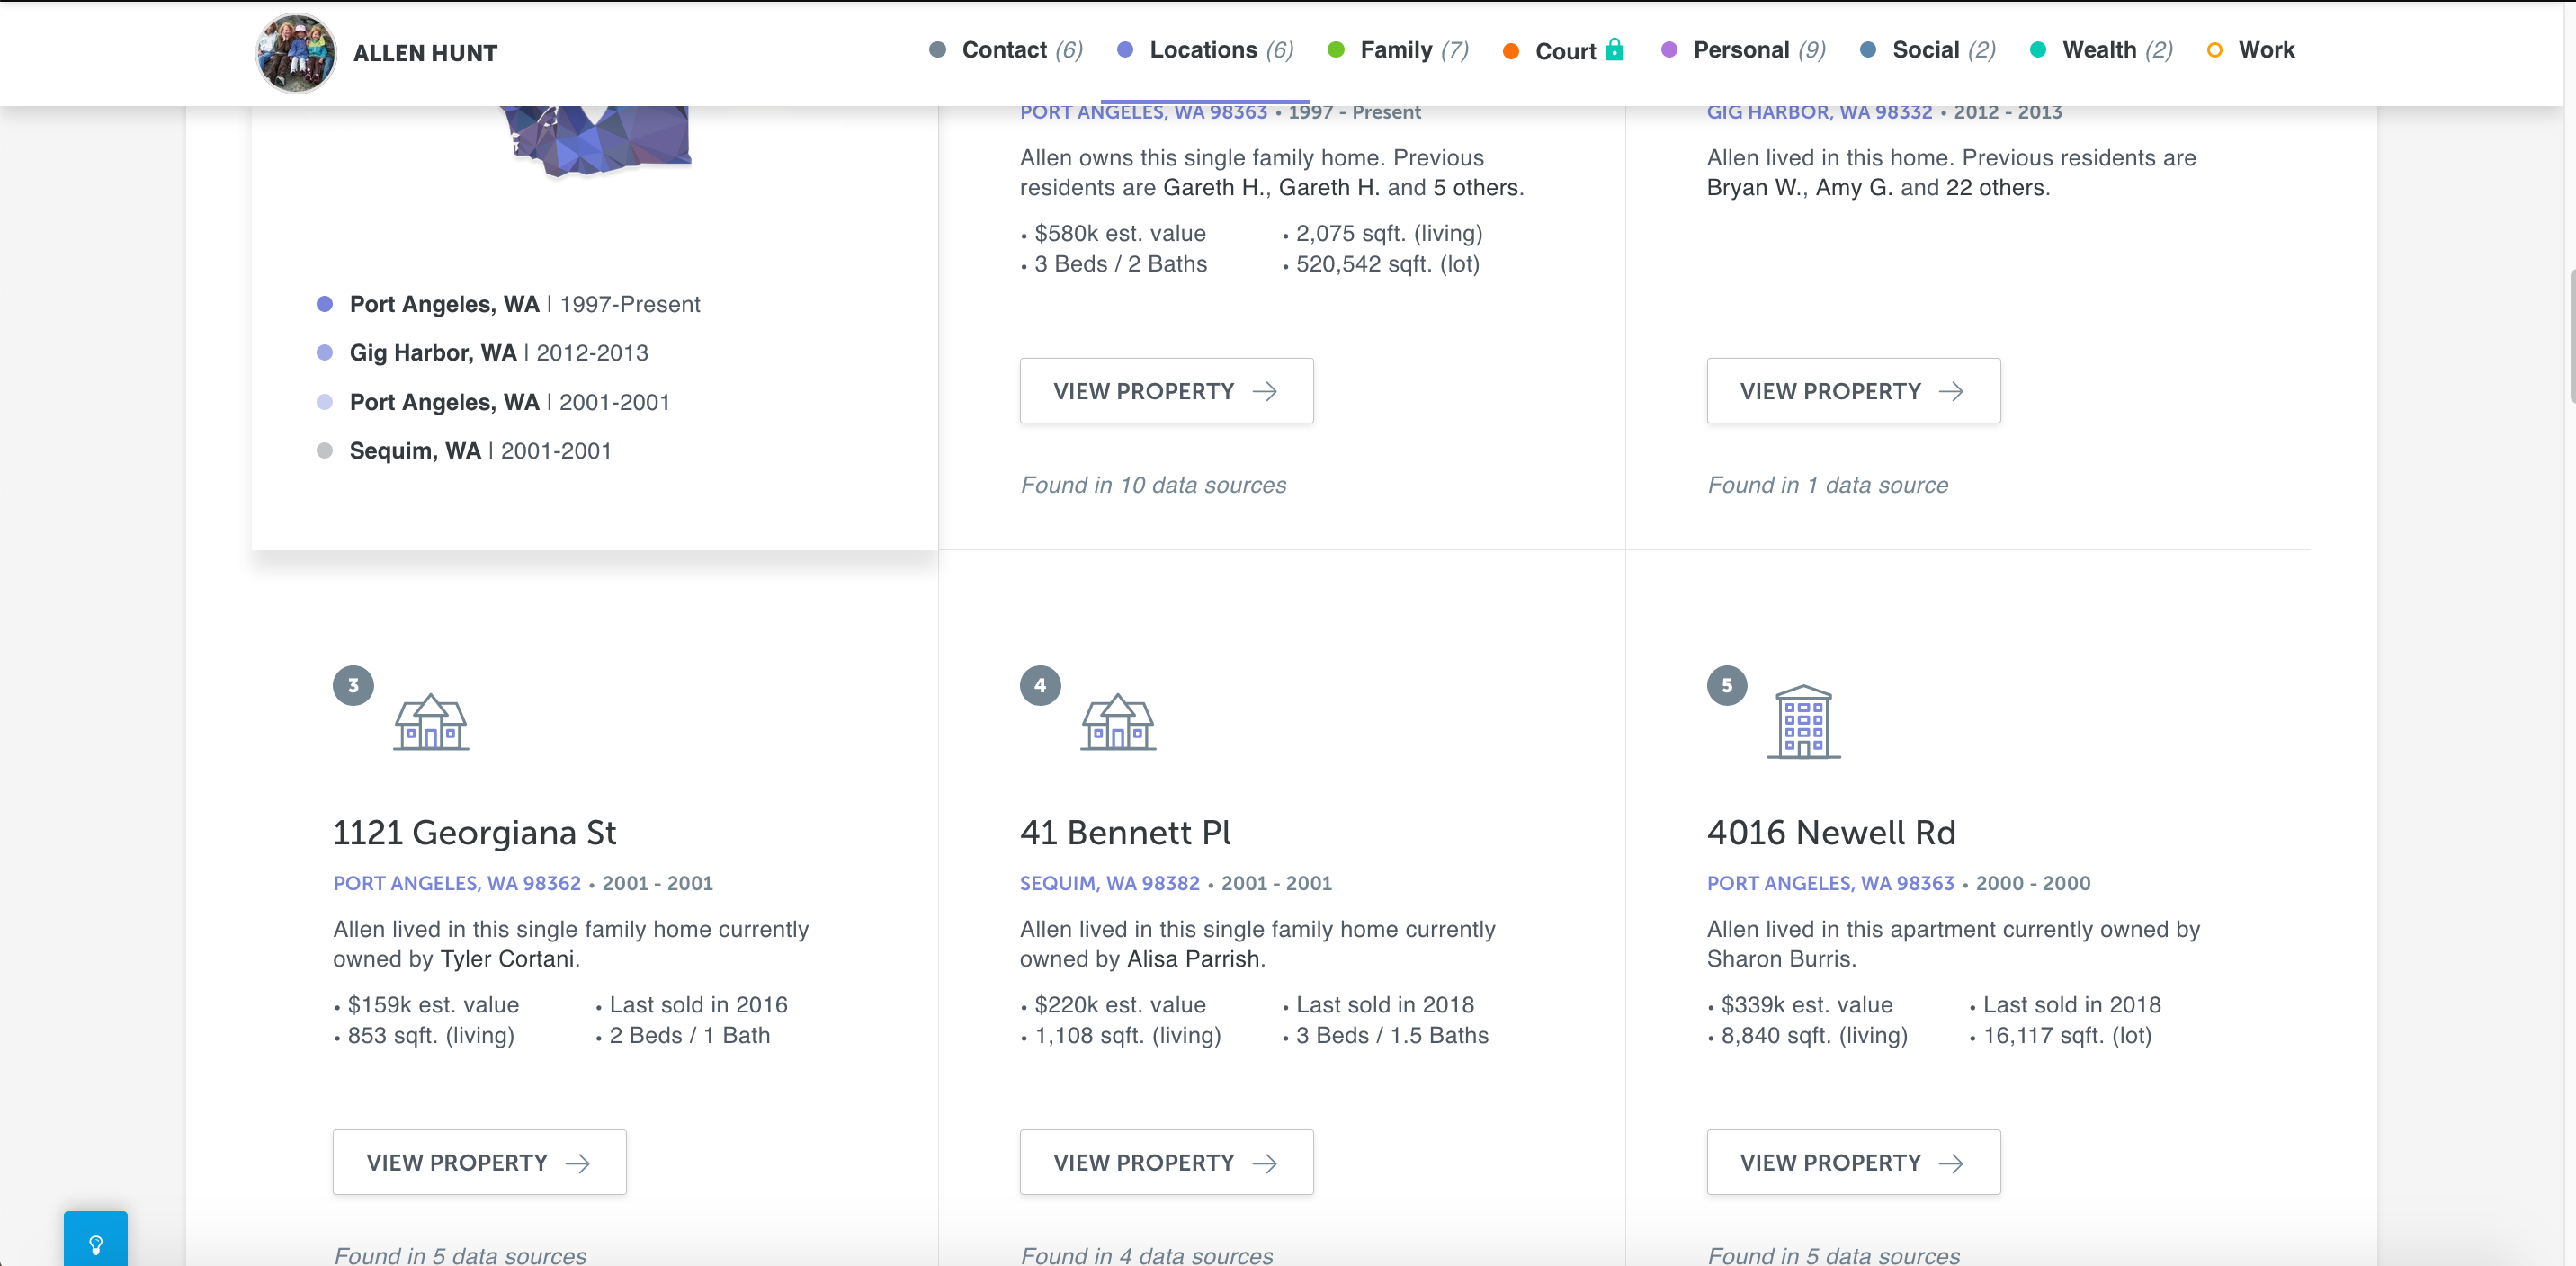 ALLEN HUNT
Contact (6)
Locations (6)
Family (7)
Court
Personal (9)
Social (2)
Wealth (2)
Work
Port Angeles, WA | 1997-Present
Gig Harbor, WA | 2012-2013
Port Angeles, WA | 2001-2001
Sequim, WA | 2001-2001
PORT ANGELES, WA 98363 • 1997 - Present
Allen owns this single family home. Previous
residents are Gareth H., Gareth H. and 5 others.
• $580k est. value
• 2,075 sqft. (living)
• 3 Beds / 2 Baths
• 520,542 sqft. (lot)
VIEW PROPERTY
Found in 10 data sources
GIG HARBOR, WA 98332 • 2012 - 2013
Allen lived in this home. Previous residents are
Bryan W., Amy G. and 22 others.
VIEW PROPERTY
Found in 1 data source
3
1121 Georgiana St
PORT ANGELES, WA 98362 • 2001 - 2001
Allen lived in this single family home currently
owned by Tyler Cortani.
• $159k est. value
• Last sold in 2016
• 853 sqft. (living)
• 2 Beds / 1 Bath
VIEW PROPERTY
Found in 5 data sources
4
41 Bennett Pl
SEQUIM, WA 98382 • 2001 - 2001
Allen lived in this single family home currently
owned by Alisa Parrish.
• $220k est. value
• Last sold in 2018
• 1,108 sqft. (living)
• 3 Beds / 1.5 Baths
VIEW PROPERTY
Found in 4 data sources
5
4016 Newell Rd
PORT ANGELES, WA 98363 • 2000 - 2000
Allen lived in this apartment currently owned by
Sharon Burris.
• $339k est. value
• Last sold in 2018
• 8,840 sqft. (living)
• 16,117 sqft. (lot)
VIEW PROPERTY
Found in 5 data sources